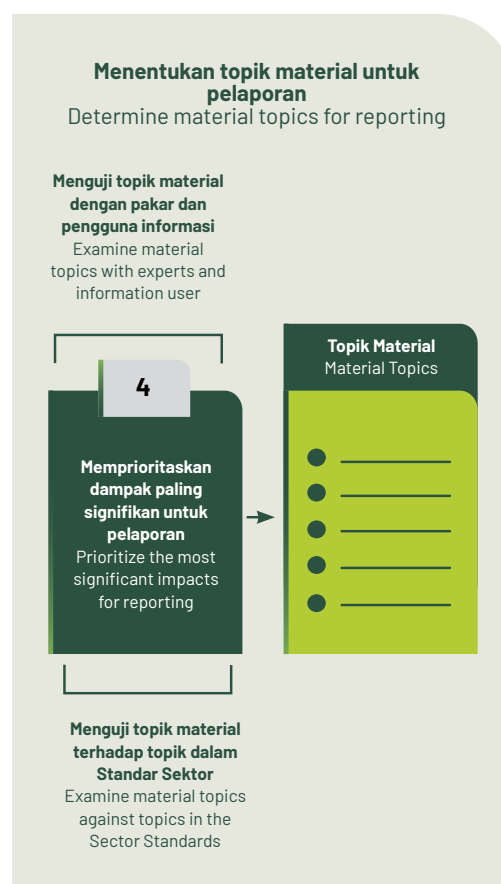 Menentukan topik material untuk
pelaporan
Determine material topics for reporting
Menguji topik material
dengan pakar dan
pengguna informasi
Examine material
topics with experts and
information user
4
Memprioritaskan
dampak paling
signifikan untuk
pelaporan
Prioritize the most
significant impacts
for reporting
Topik Material
Material Topics
Menguji topik material
terhadap topik dalam
Standar Sektor
Examine material topics
against topics in the
Sector Standards